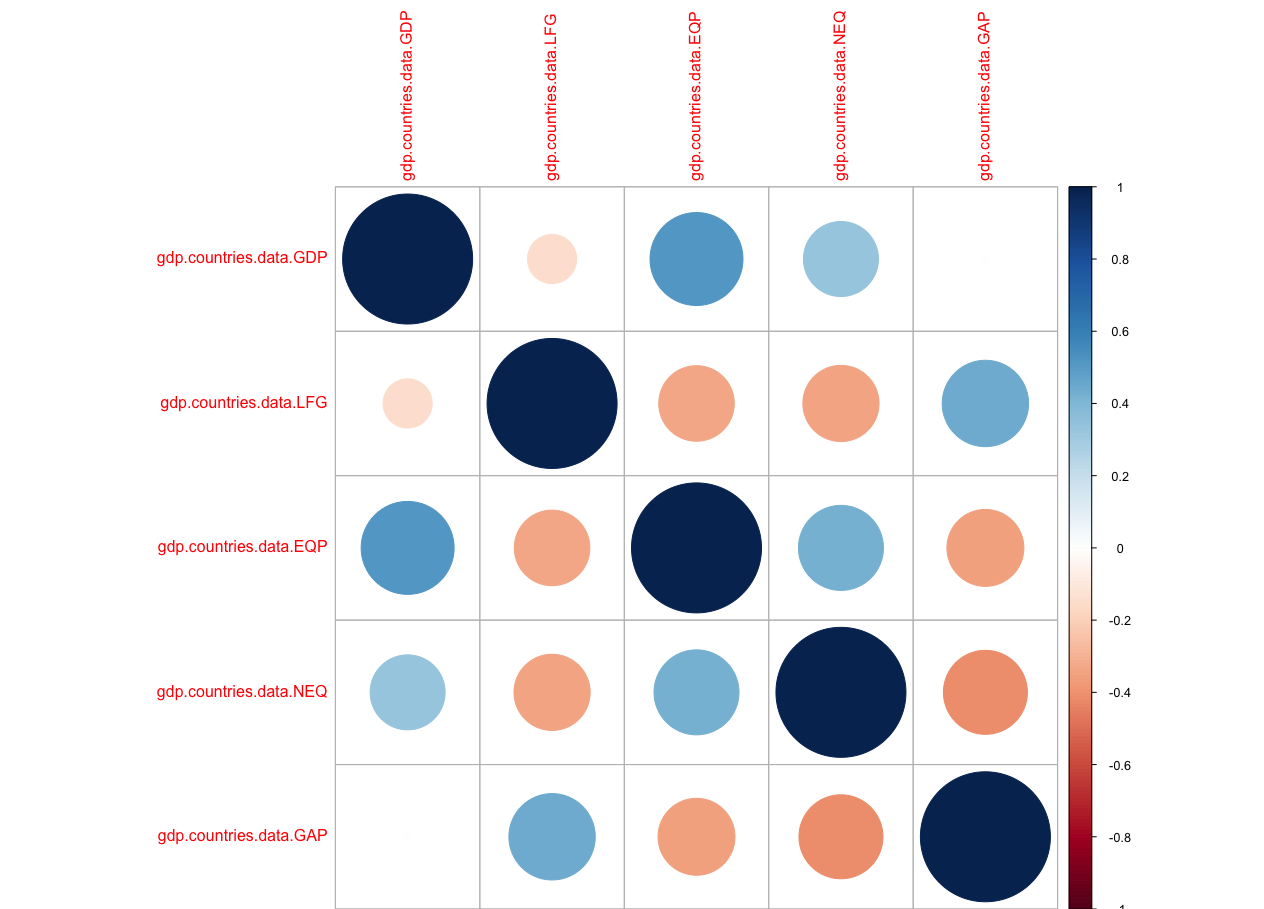 gdp.countries.data.GDP
gdp.countries.data.LFG
gdp.countries.data.EQP
gdp.countries.data.NEQ
gdp.countries.data.GAP
gdp.countries.data.GDP
gdp.countries.data.LFG
gdp.countries.data.EQP
gdp.countries.data.NEQ
gdp.countries.data.GAP
1
0.8
0.6
0.4
0.2
0
-0.2
-0.4
-0.6
-0.8